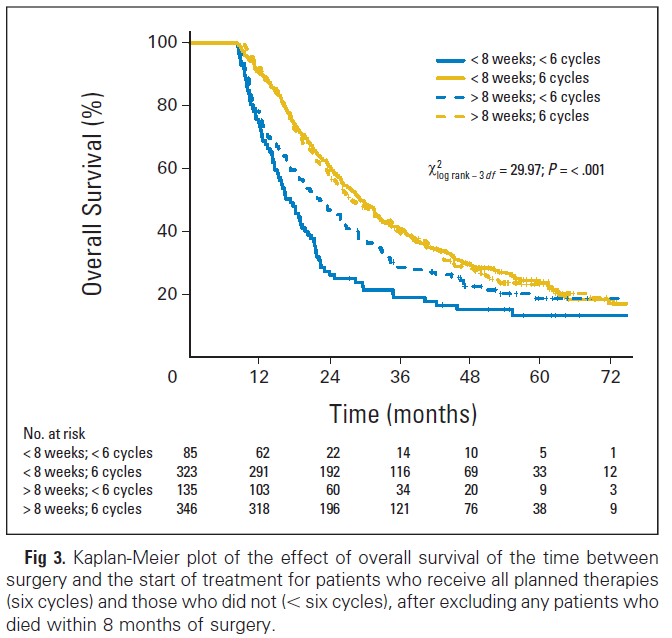 Overall Survival (%)
100
80
60
40
20
0
12
24
36
48
60
72
Time (months)
< 8 weeks; < 6 cycles
< 8 weeks; 6 cycles
> 8 weeks; < 6 cycles
> 8 weeks; 6 cycles
χ²log rank – 3 df = 29.97; P = < .001
No. at risk
< 8 weeks; < 6 cycles 85 62 22 14 10 5 1
< 8 weeks; 6 cycles 323 291 192 116 69 33 12
> 8 weeks; < 6 cycles 135 103 60 34 20 9 3
> 8 weeks; 6 cycles 346 318 196 121 76 38 9
Fig 3. Kaplan-Meier plot of the effect of overall survival of the time between
surgery and the start of treatment for patients who receive all planned therapies
(six cycles) and those who did not (< six cycles), after excluding any patients who
died within 8 months of surgery.